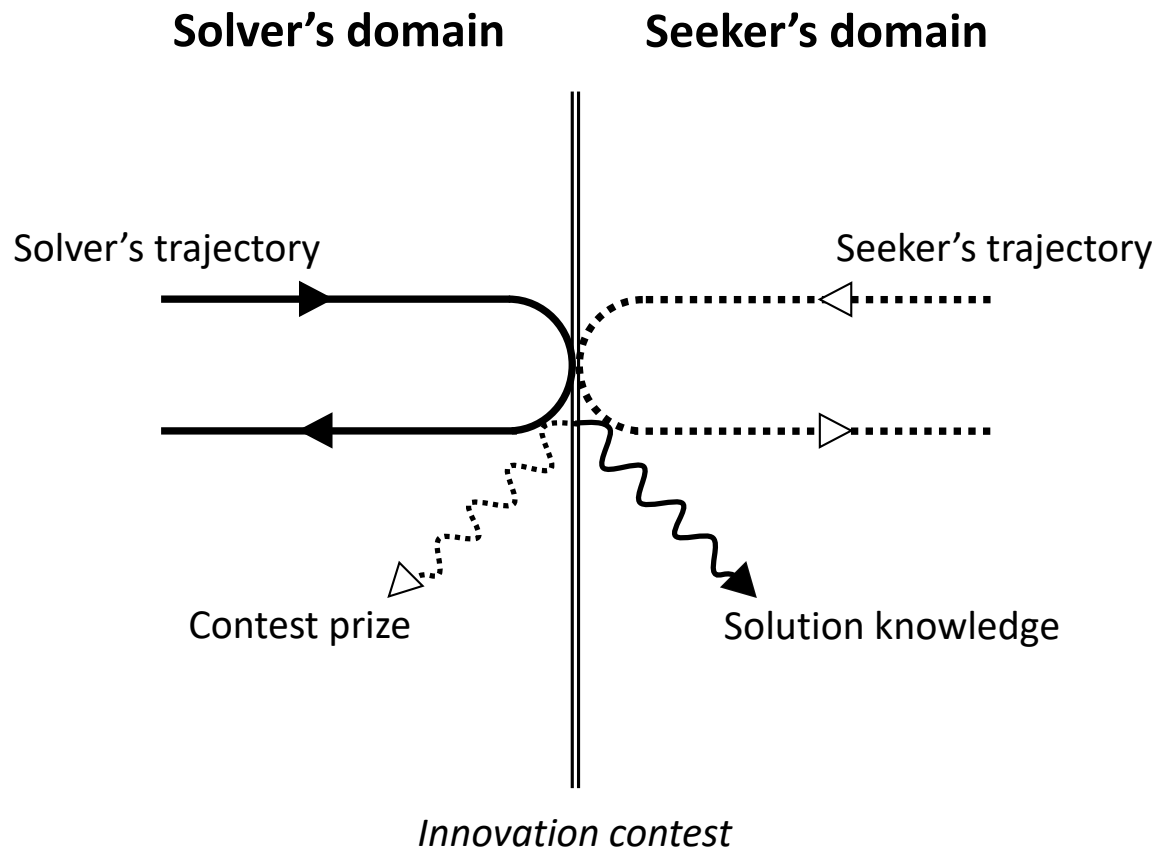 Solver’s domain
Seeker’s domain
Solver’s trajectory
Seeker’s trajectory
Contest prize
Solution knowledge
Innovation contest